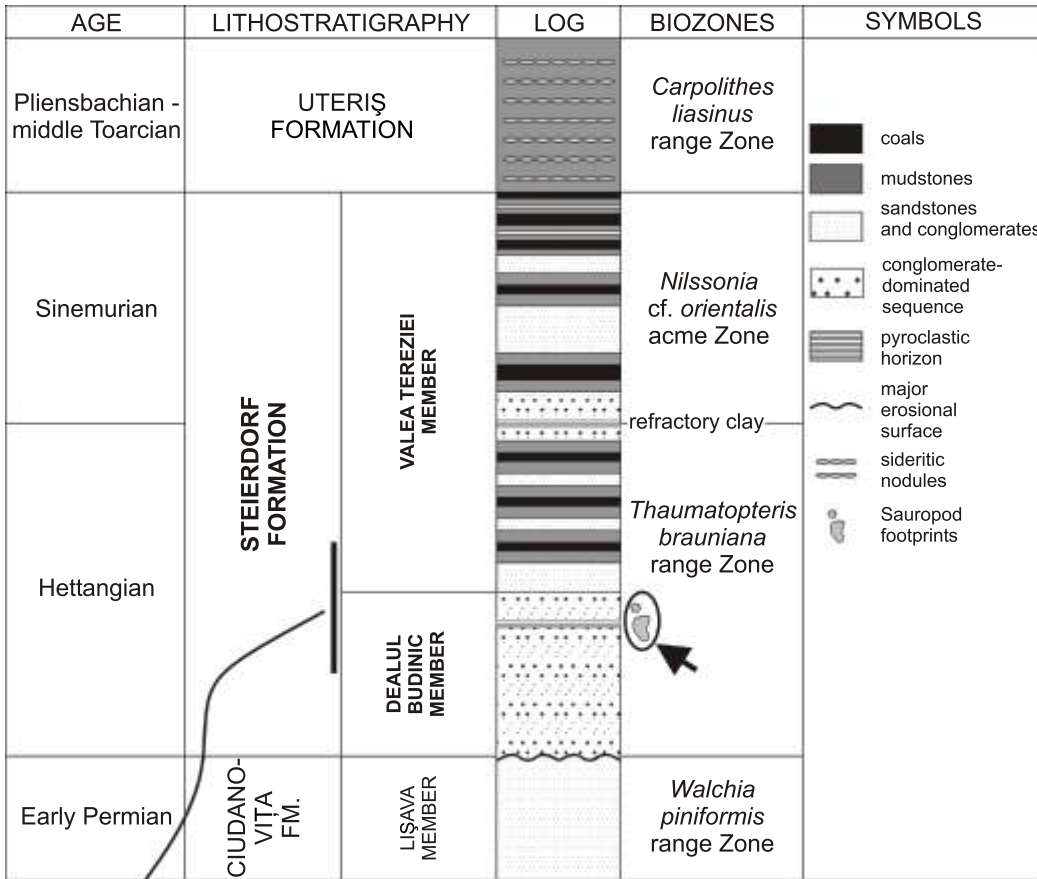 AGE
LITHOSTRATIGRAPHY
LOG
BIOZONES
SYMBOLS
Pliensbachian -
middle Toarcian
UTERIŞ
FORMATION
Carpolithes
liasinus
range Zone
Sinemurian
Hettangian
STEIERDORF
FORMATION
VALEA TEREZIEI
MEMBER
Nilssonia
cf. orientalis
acme Zone
refractory clay
Thaumatopteris
brauniana
range Zone
DEALUL
BUDINIC
MEMBER
Early Permian
CIUDANO-
VIŢA
FM.
LIŞAVA
MEMBER
Walchia
piniformis
range Zone
coals
mudstones
sandstones
and conglomerates
conglomerate-
dominated
sequence
pyroclastic
horizon
major
erosional
surface
sideritic
nodules
Sauropod
footprints